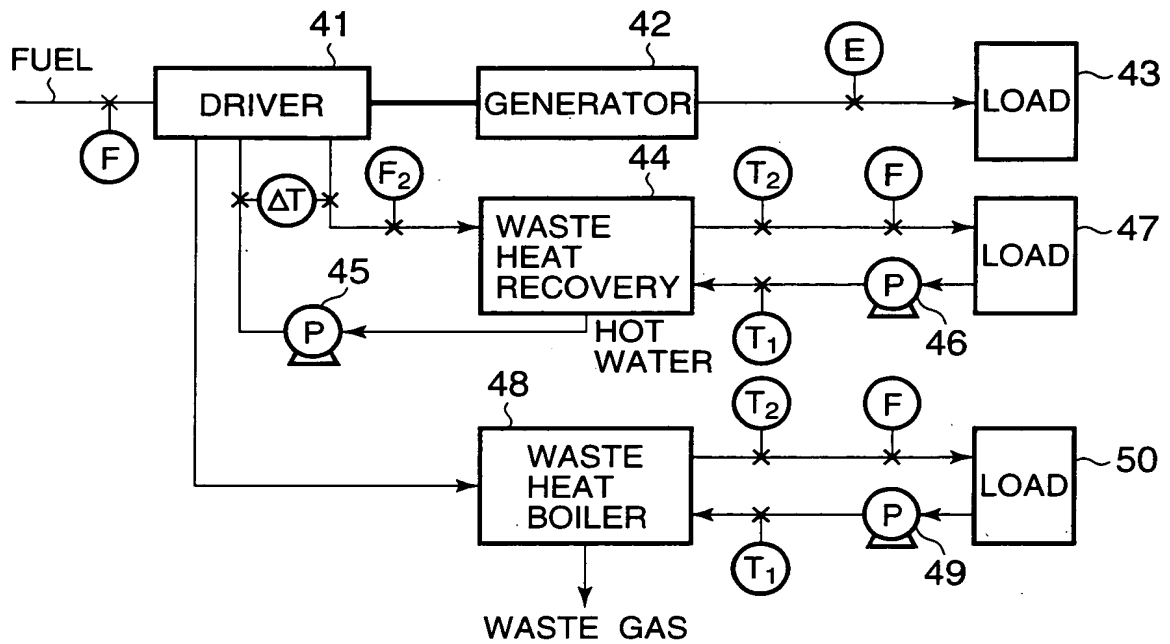 41
42
E
FUEL
DRIVER
GENERATOR
LOAD
43
F
44
F2
T2
F
ΔT
WASTE
HEAT
RECOVERY
LOAD
47
45
P
P
46
HOT
WATER
T1
48
T2
F
WASTE
HEAT
BOILER
LOAD
50
P
49
T1
WASTE GAS